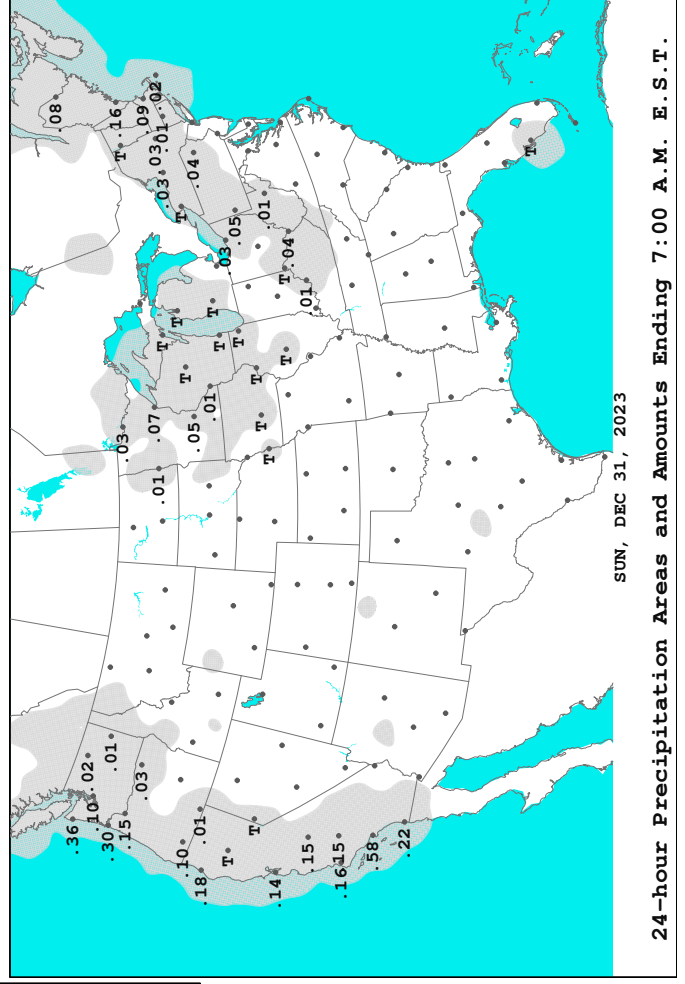 .36
.10
.02
.30
.01
.15
.03
.10
.01
.18
T
T
.14
.15
.16
.15
.58
.22
.03
.07
.01
.05
.01
T
T
T
T
T
T
T
T
T
T
.03
.05
.01
.04
T
.01
T
.03
.04
T
.03
.01
.16
.09
.02
.08
T
SUN, DEC 31, 2023
24-hour Precipitation Areas and Amounts Ending 7:00 A.M. E.S.T.